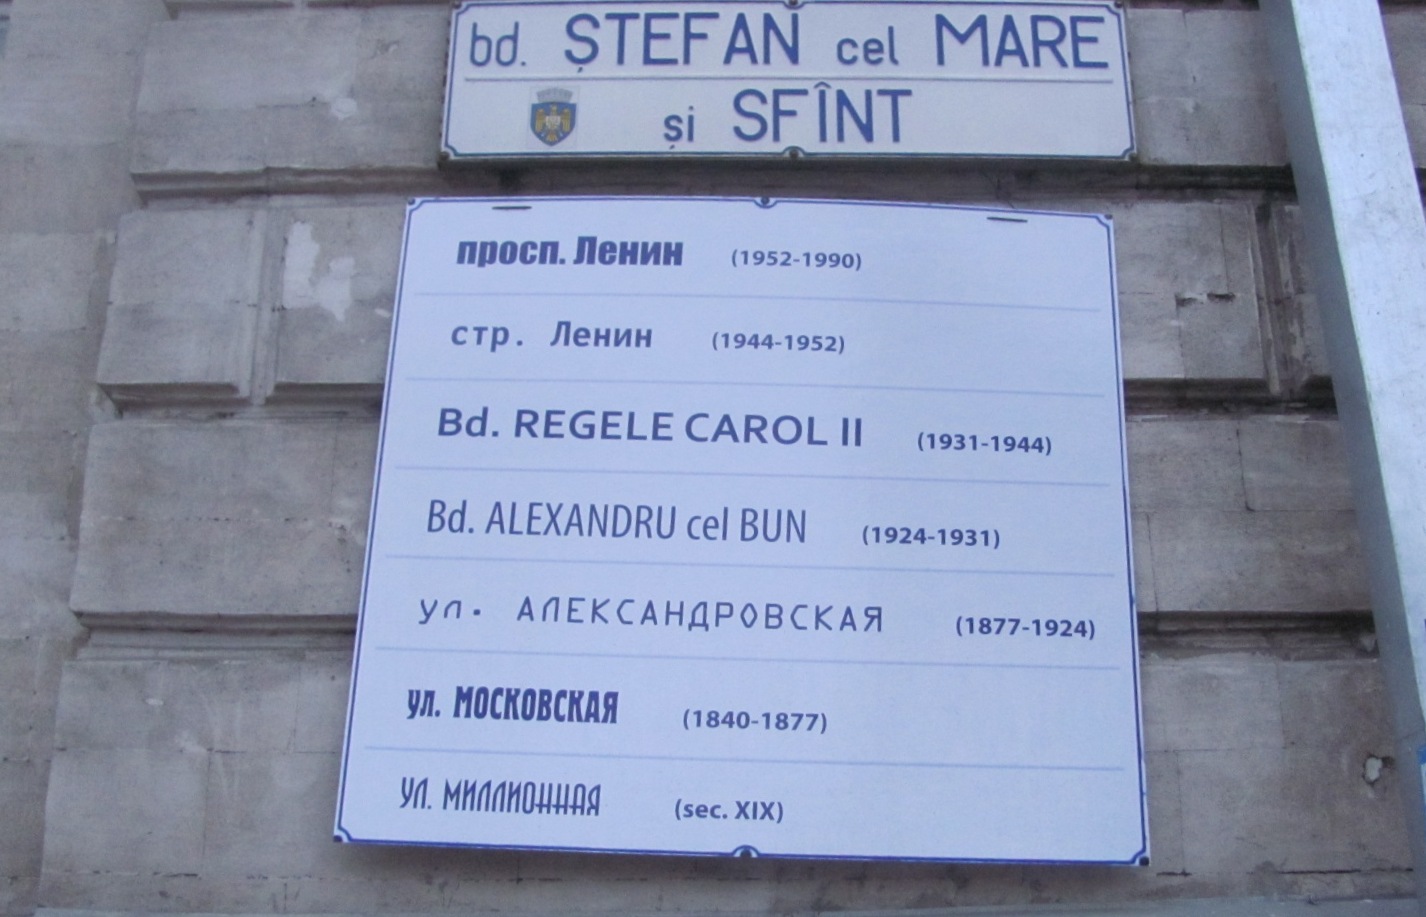 bd. ȘTEFAN cel MARE
și SFÎNT
просп. Ленин (1952-1990)
стр. Ленин (1944-1952)
Bd. REGELE CAROL II (1931-1944)
Bd. ALEXANDRU cel BUN (1924-1931)
ул. АЛЕКСАНДРОВСКАЯ (1877-1924)
ул. МОСКОВСКАЯ (1840-1877)
УЛ. МИЛЛИОННАЯ (sec. XIX)